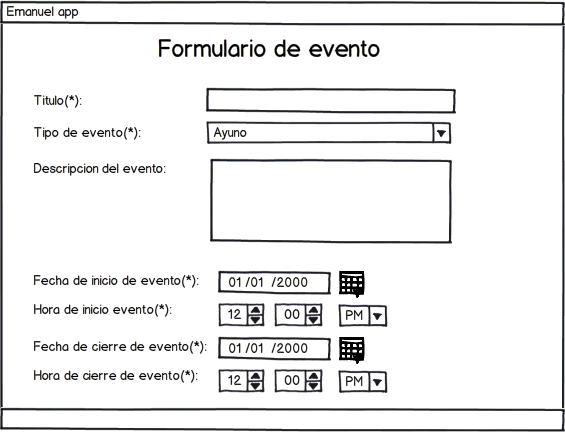 Emanuel app
Formulario de evento
Titulo(*):
Tipo de evento(*): Ayuno
Descripcion del evento:
Fecha de inicio de evento(*): 01/01 /2000
Hora de inicio evento(*): 12 00 PM
Fecha de cierre de evento(*): 01/01 /2000
Hora de cierre de evento(*): 12 00 PM